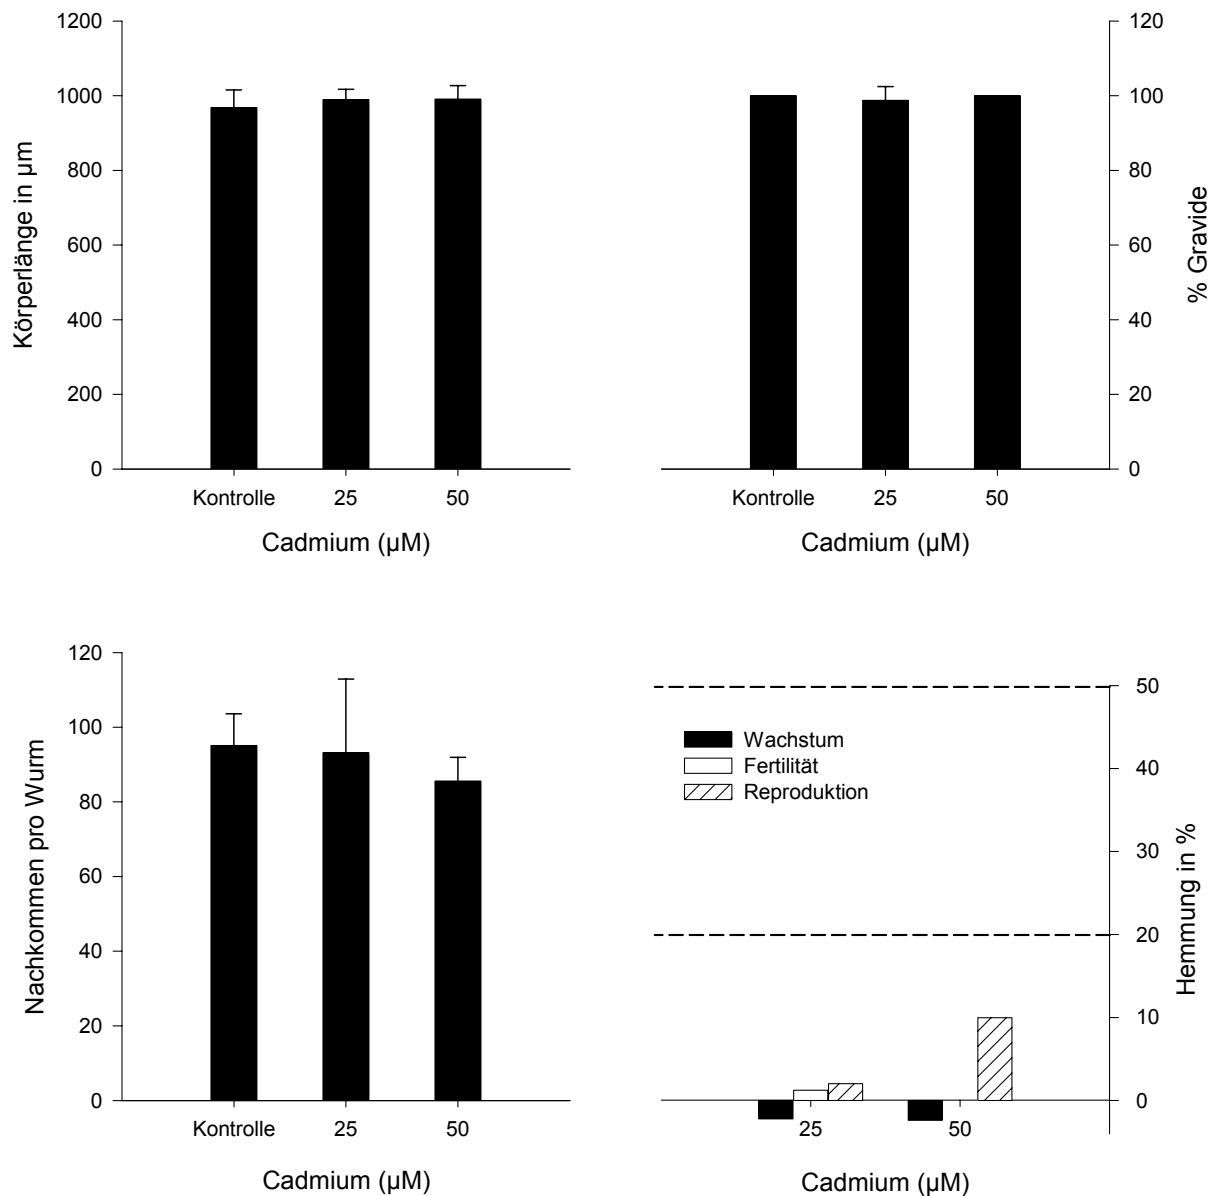 1200
1000
800
600
400
200
0
Körperlänge in µm
Kontrolle 25 50
Cadmium (µM)
120
100
80
60
40
20
0
% Gravide
Kontrolle 25 50
Cadmium (µM)
120
100
80
60
40
20
0
Nachkommen pro Wurm
Kontrolle 25 50
Cadmium (µM)
Wachstum
Fertilität
Reproduktion
50
40
30
20
10
0
Hemmung in %
25 50
Cadmium (µM)